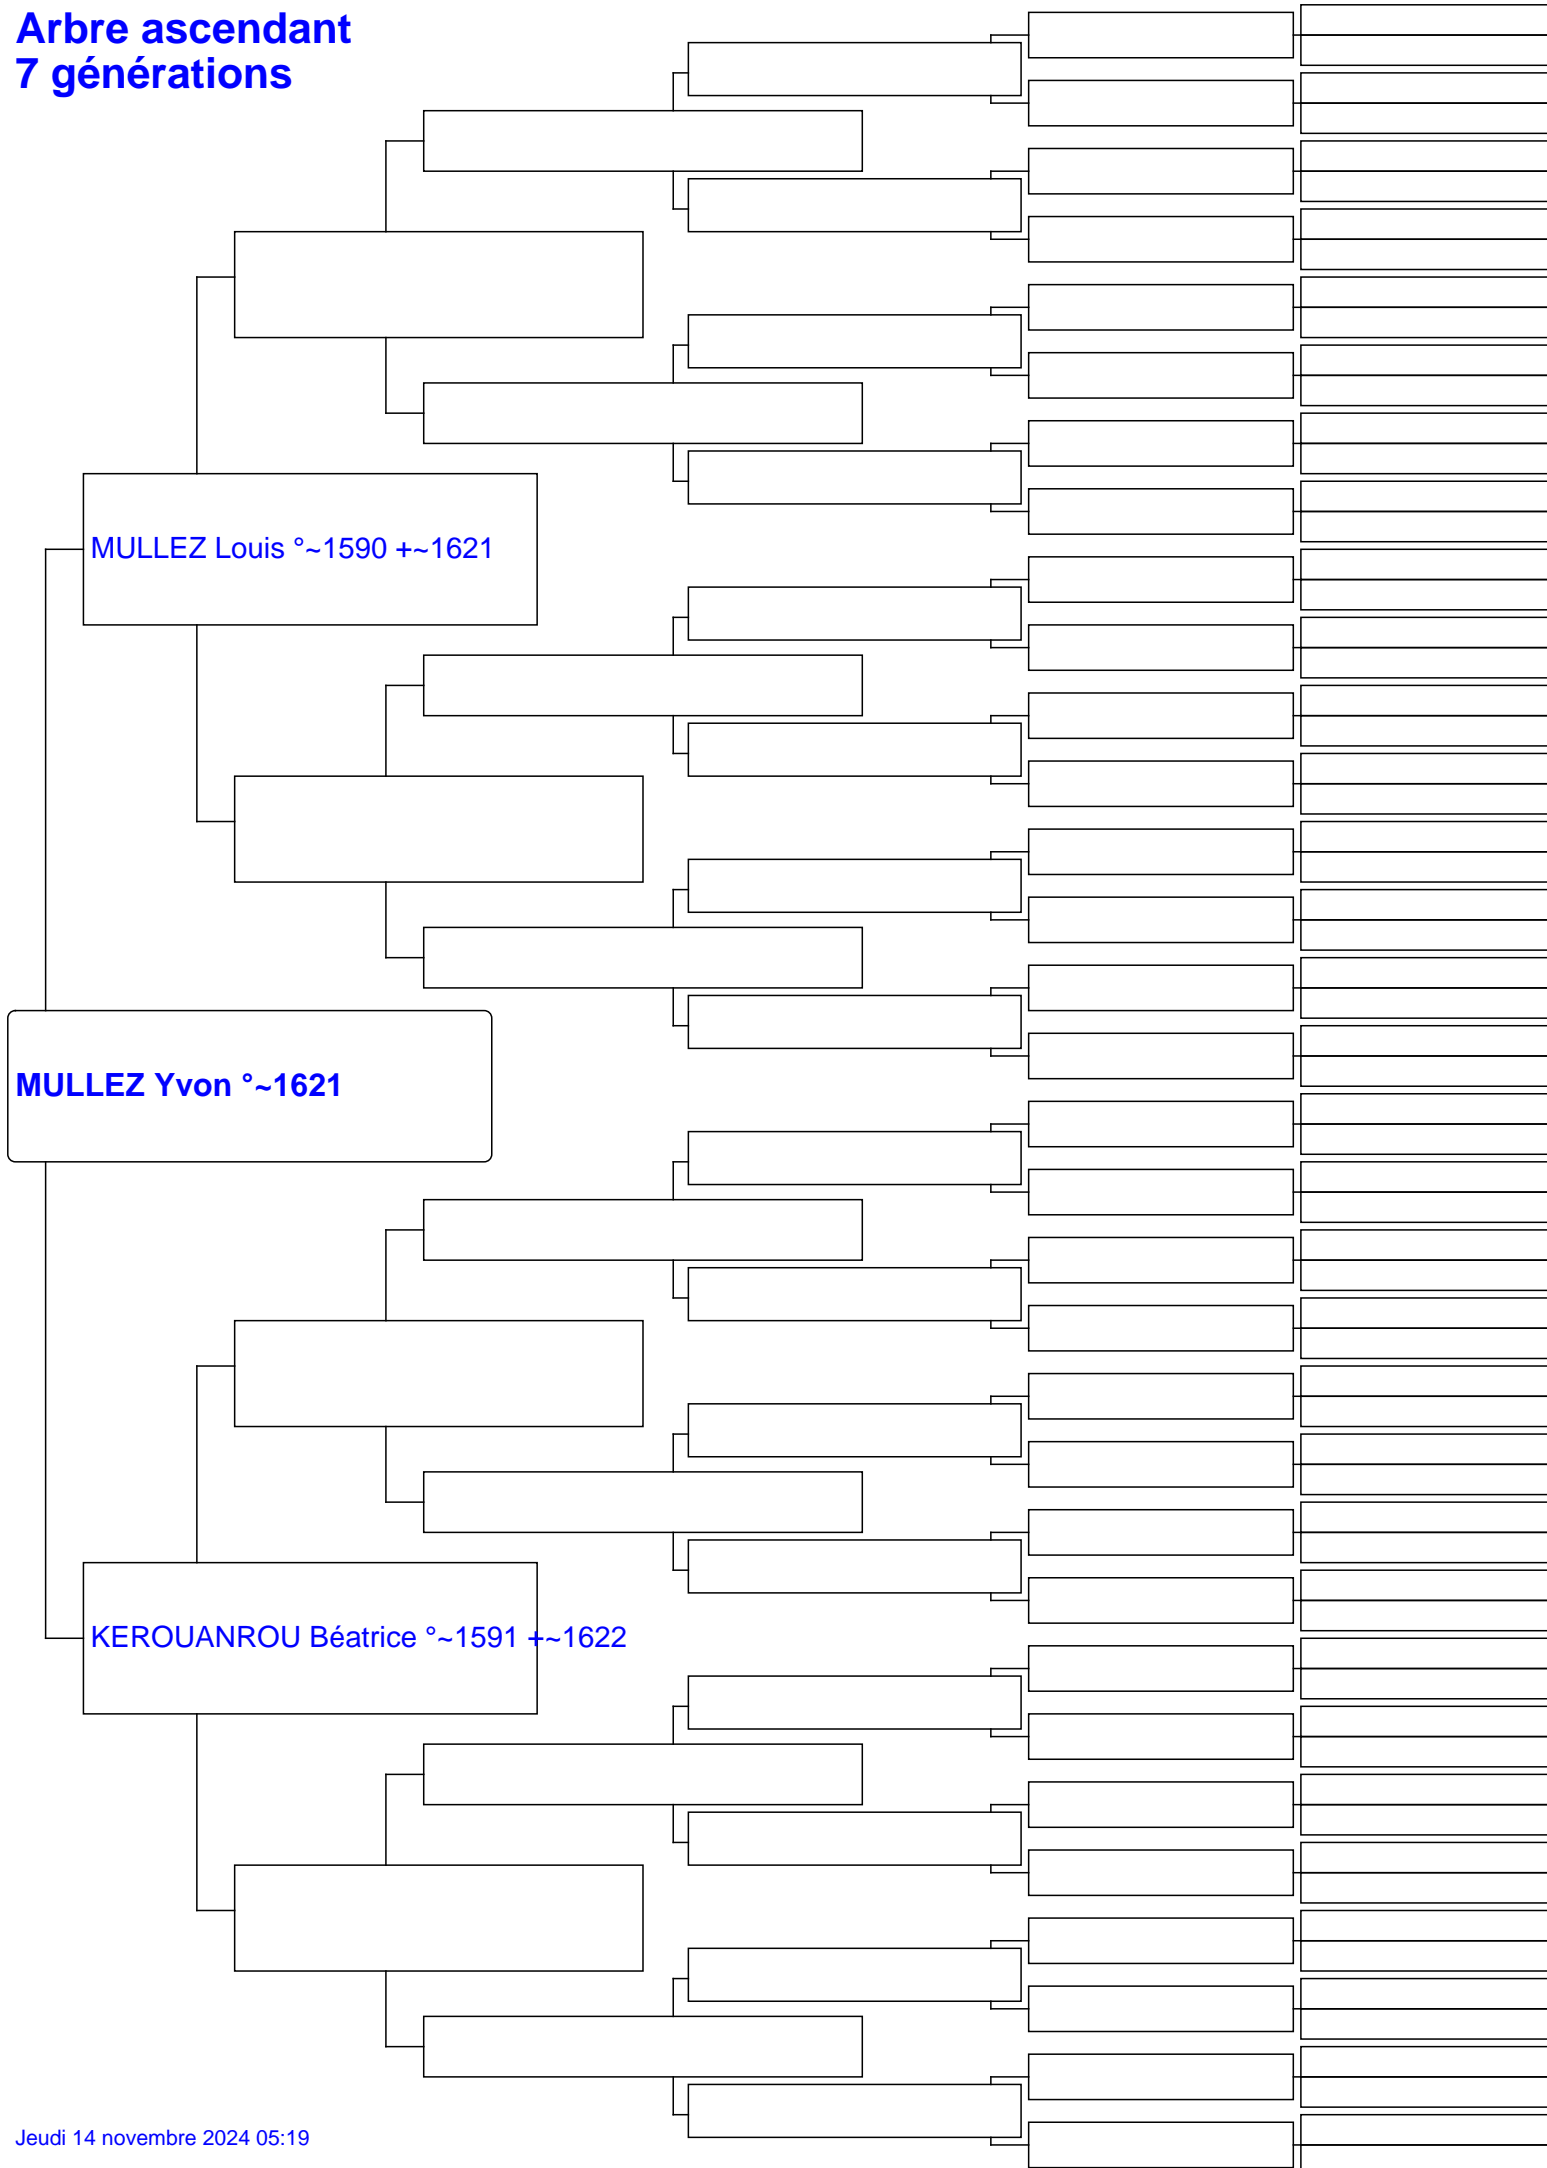 Arbre ascendant
7 générations
MULLEZ Louis °~1590 +~1621
MULLEZ Yvon °~1621
KEROUANROU Béatrice °~1591 +~1622
Jeudi 14 novembre 2024 05:19